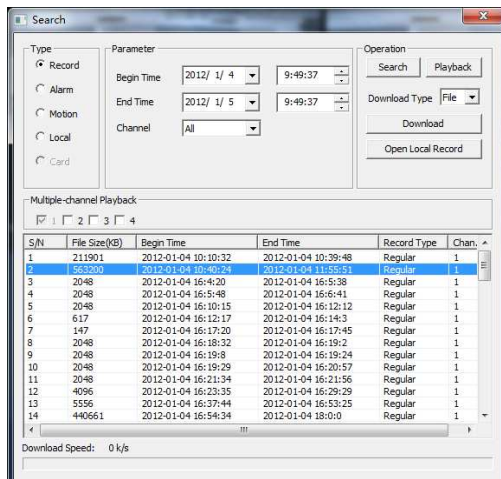 Search
Type
Record
Alarm
Motion
Local
Card
Parameter
Begin Time 2012/ 1/ 4 9:49:37
End Time 2012/ 1/ 5 9:49:37
Channel All
Operation
Search Playback
Download Type File
Download
Open Local Record
Multiple-channel Playback
1 2 3 4
S/N File Size(KB) Begin Time End Time Record Type Chan.
1 211901 2012-01-04 10:10:32 2012-01-04 10:39:48 Regular 1
2 563200 2012-01-04 10:40:24 2012-01-04 11:55:51 Regular 1
3 2048 2012-01-04 16:4:20 2012-01-04 16:5:38 Regular 1
4 2048 2012-01-04 16:5:48 2012-01-04 16:6:41 Regular 1
5 2048 2012-01-04 16:10:15 2012-01-04 16:12:12 Regular 1
6 617 2012-01-04 16:12:17 2012-01-04 16:14:3 Regular 1
7 147 2012-01-04 16:17:20 2012-01-04 16:17:45 Regular 1
8 2048 2012-01-04 16:18:32 2012-01-04 16:19:2 Regular 1
9 2048 2012-01-04 16:19:8 2012-01-04 16:19:24 Regular 1
10 2048 2012-01-04 16:19:29 2012-01-04 16:20:57 Regular 1
11 2048 2012-01-04 16:21:34 2012-01-04 16:21:56 Regular 1
12 4096 2012-01-04 16:23:35 2012-01-04 16:29:29 Regular 1
13 5556 2012-01-04 16:37:44 2012-01-04 16:53:25 Regular 1
14 440661 2012-01-04 16:54:34 2012-01-04 18:0:0 Regular 1
Download Speed: 0 k/s